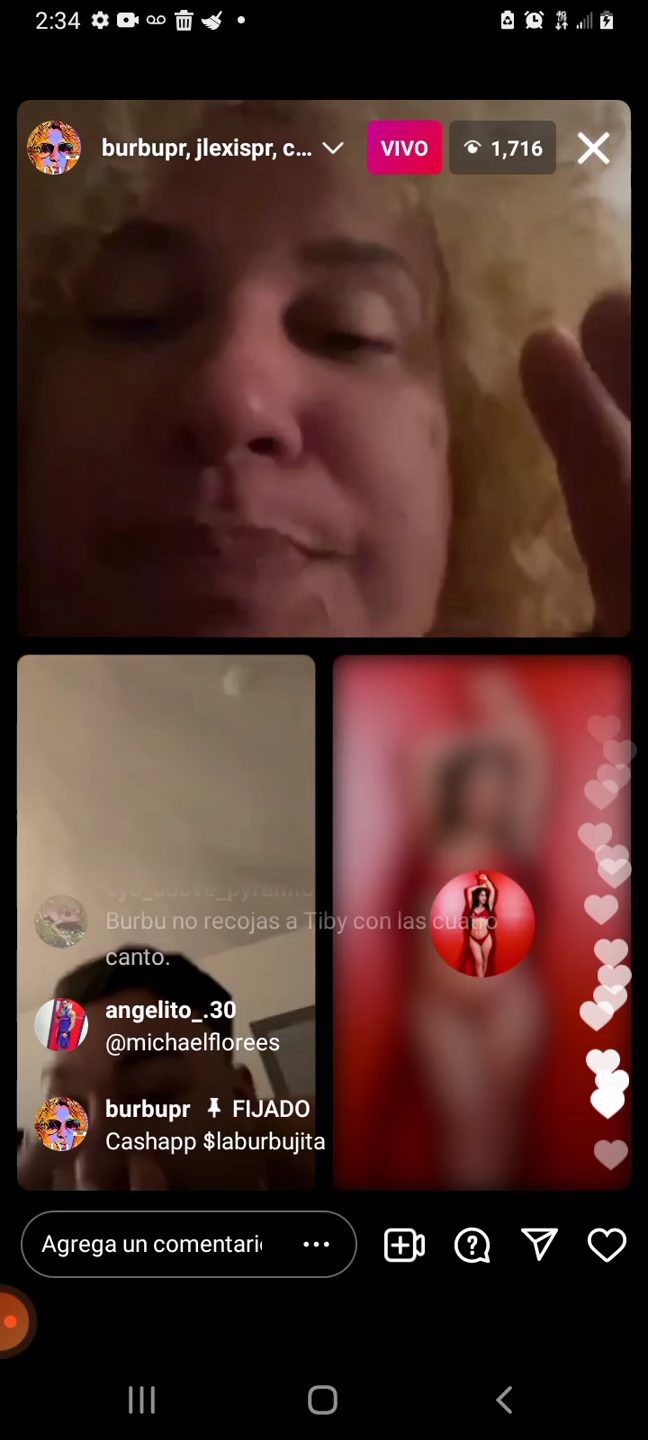 2:34
burbupr, jlexispr, c...
VIVO
1,716
eye_above_pyramid
Burbu no recojas a Tiby con las cuatro
canto.
angelito_.30
@michaelflorees
burbupr FIJADO
Cashapp $laburbujita
Agrega un comentari